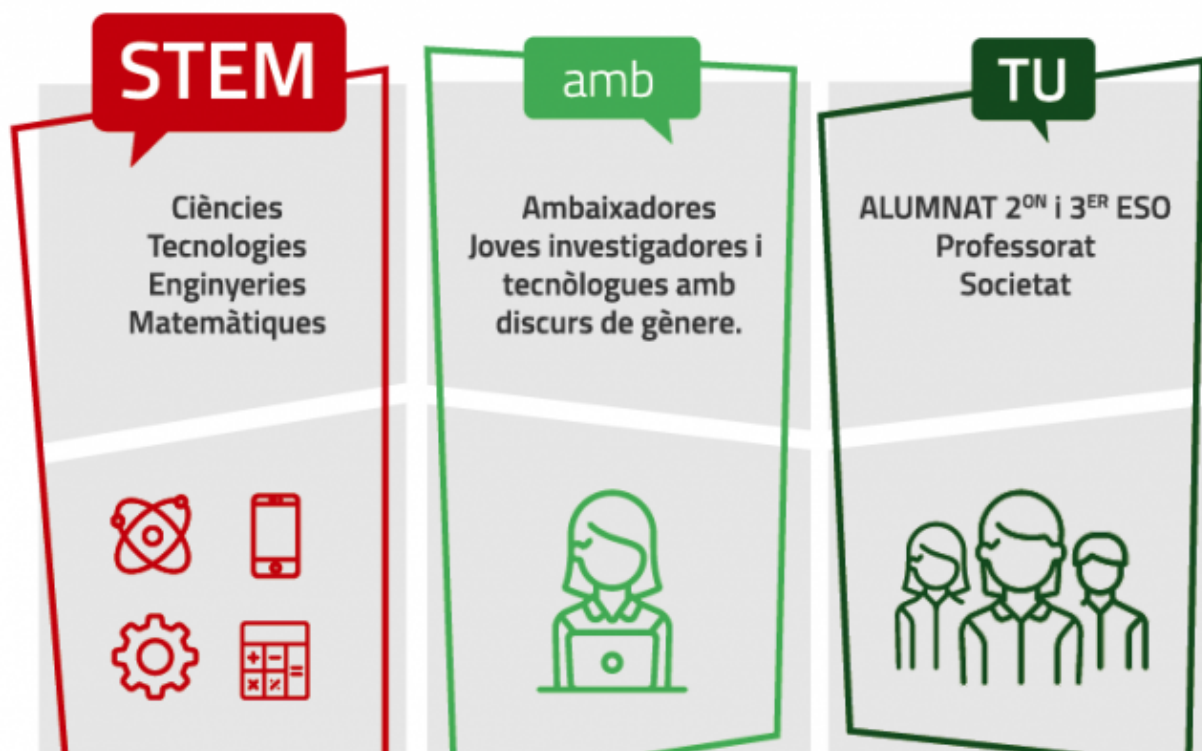 STEM
Ciències
Tecnologies
Enginyeries
Matemàtiques
amb
Ambaixadores
Joves investigadores i
tecnòlogues amb
discurs de gènere.
TU
ALUMNAT 2ᴼᴺ i 3ᴱᴿ ESO
Professorat
Societat